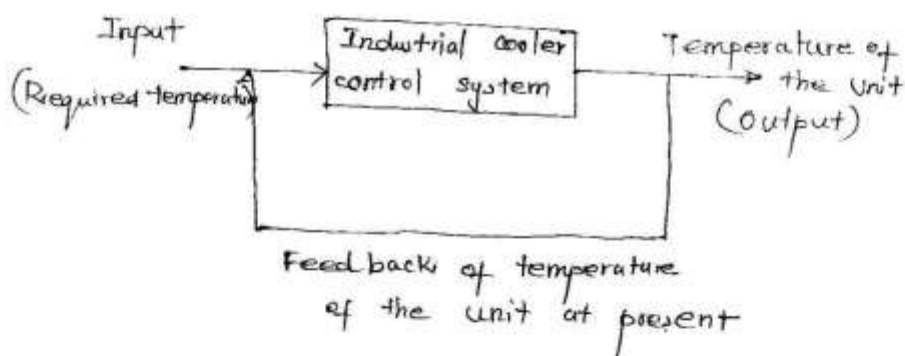 Input
(Required temperature)
Industrial cooler
control system
Temperature of
the unit
(Output)
Feedback of temperature
of the unit at present